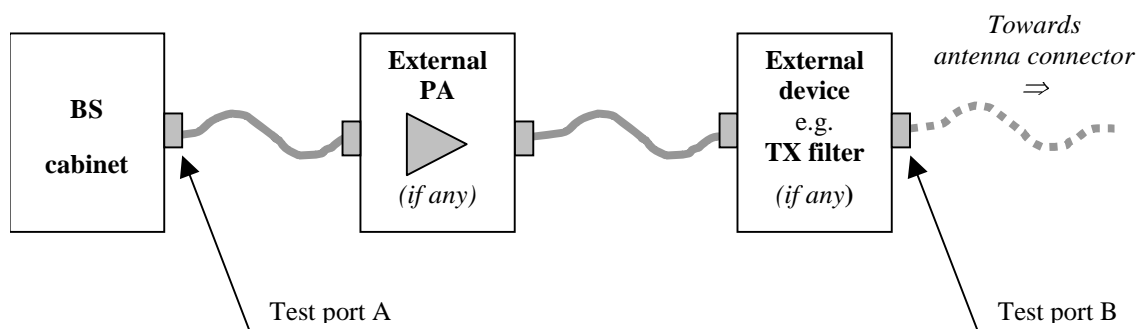 BS
cabinet
External
PA
(if any)
External
device
e.g.
TX filter
(if any)
Towards
antenna connector
⇒
Test port A
Test port B